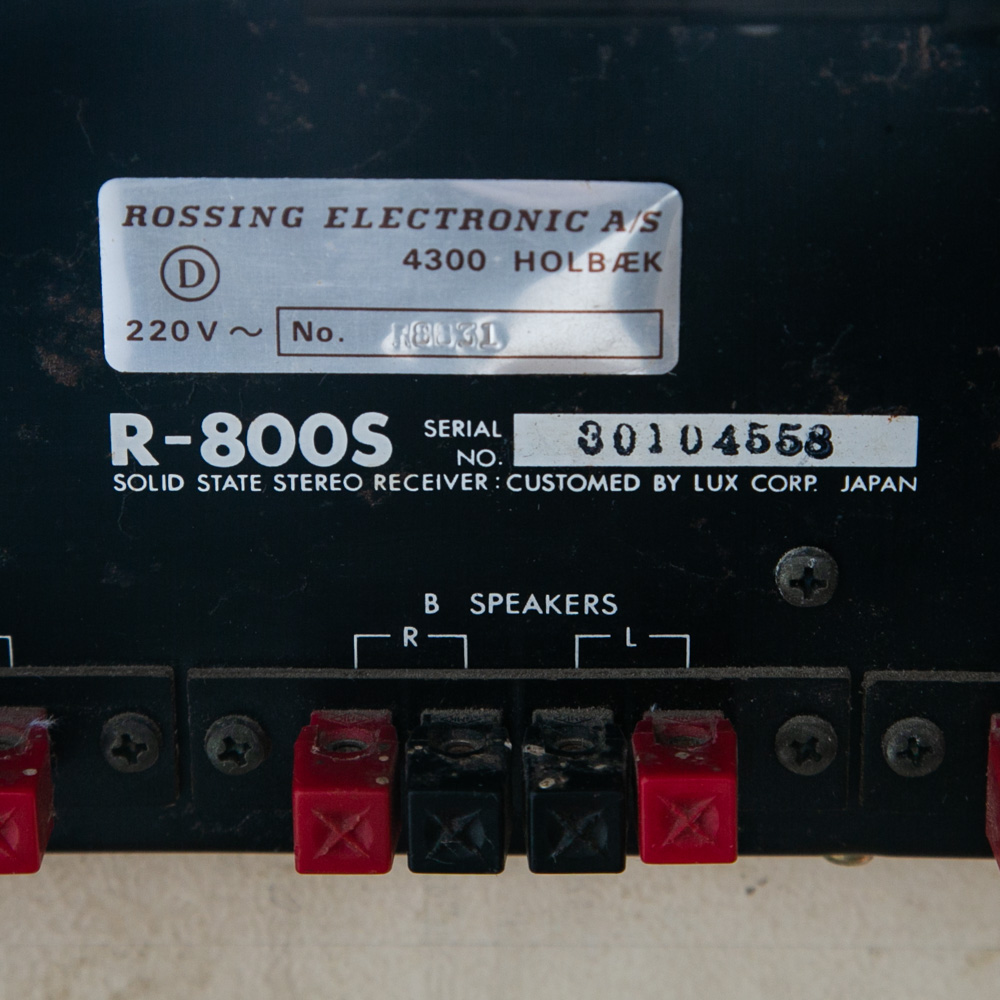 ROSSING ELECTRONIC A/S
D
4300 HOLBÆK
220V ~ No.
R-800S
SERIAL NO. 30104558
SOLID STATE STEREO RECEIVER: CUSTOMED BY LUX CORP. JAPAN
B SPEAKERS
R L